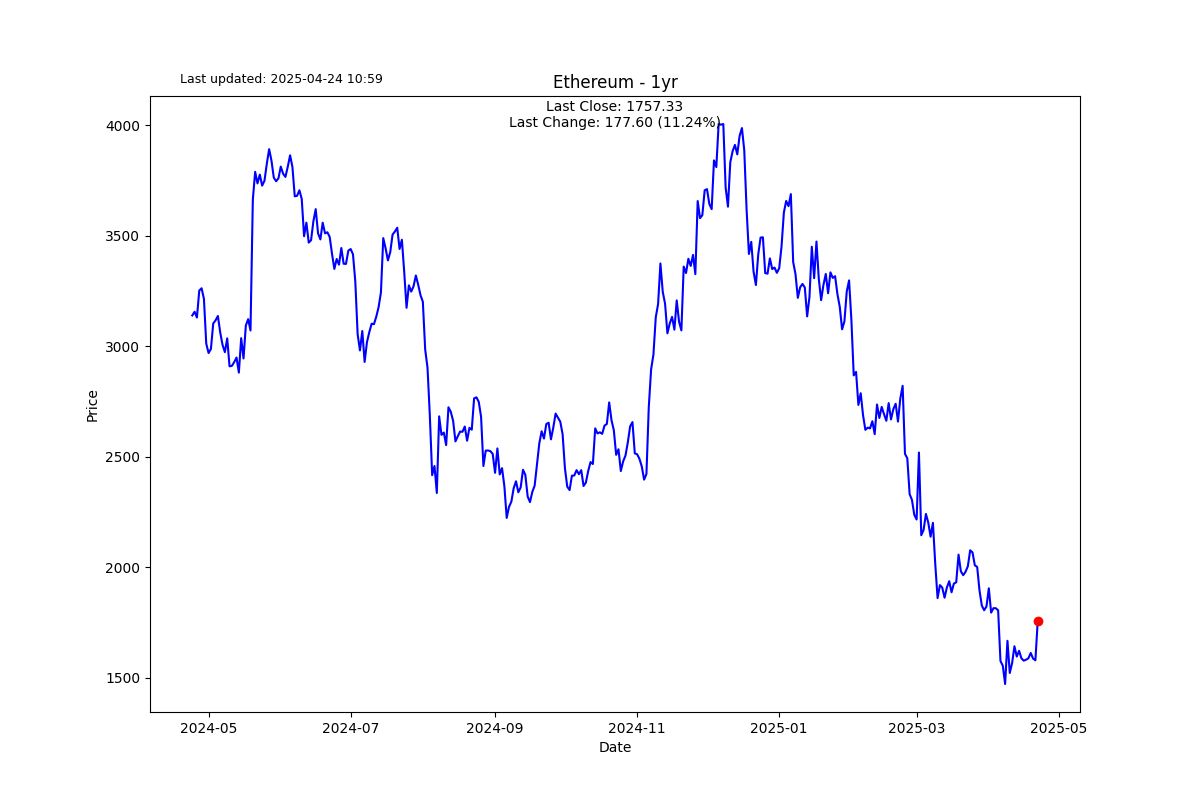 Last updated: 2025-04-24 10:59
Ethereum - 1yr
Last Close: 1757.33
Last Change: 177.60 (11.24%)
4000
3500
3000
2500
2000
1500
Price
2024-05
2024-07
2024-09
2024-11
2025-01
2025-03
2025-05
Date